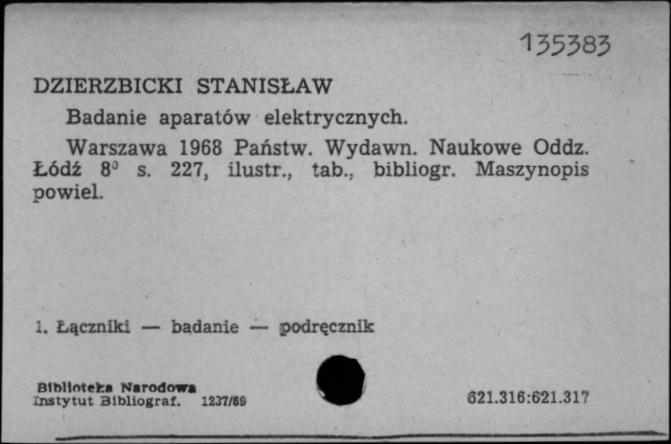 135383
DZIERZBICKI STANISŁAW
Badanie aparatów elektrycznych.
Warszawa 1968 Państw. Wydawn. Naukowe Oddz.
Łódź 8° s. 227, ilustr., tab., bibliogr. Maszynopis
powiel.
1. Łączniki — badanie — podręcznik
Biblioteka Narodowa
Instytut Bibliograf. 1237/69
621.316:621.317